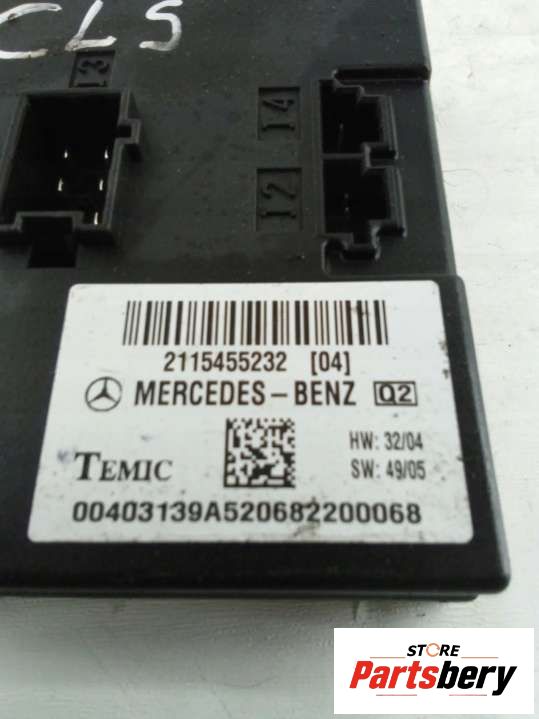 CLS
13
14
12
2115455232 [04]
MERCEDES-BENZ Q2
HW: 32/04
TEMIC SW: 49/05
00403139A520682200068
STORE
Partsbery